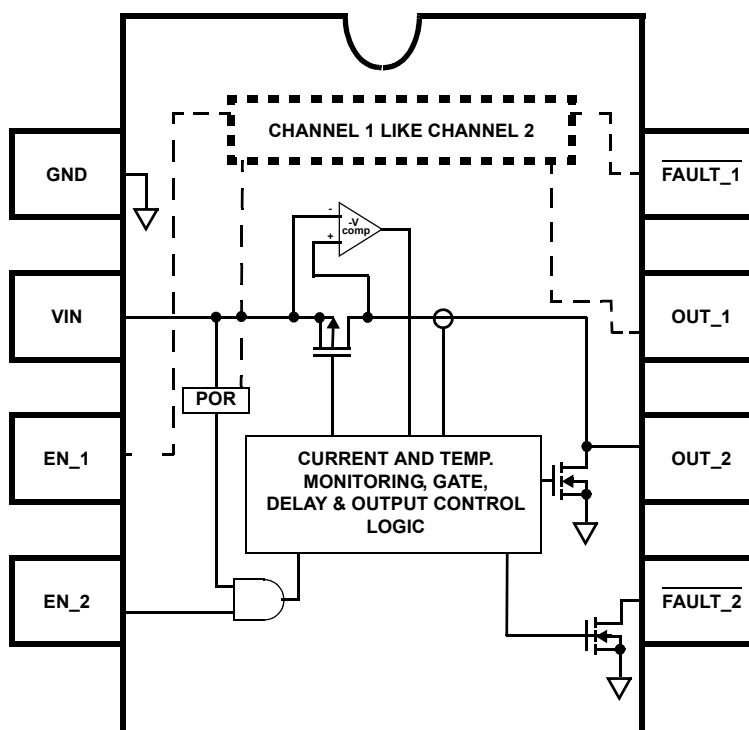 CHANNEL 1 LIKE CHANNEL 2
GND
FAULT_1
-
-V
comp
+
VIN
OUT_1
POR
EN_1
CURRENT AND TEMP.
MONITORING, GATE,
DELAY & OUTPUT CONTROL
LOGIC
OUT_2
EN_2
FAULT_2